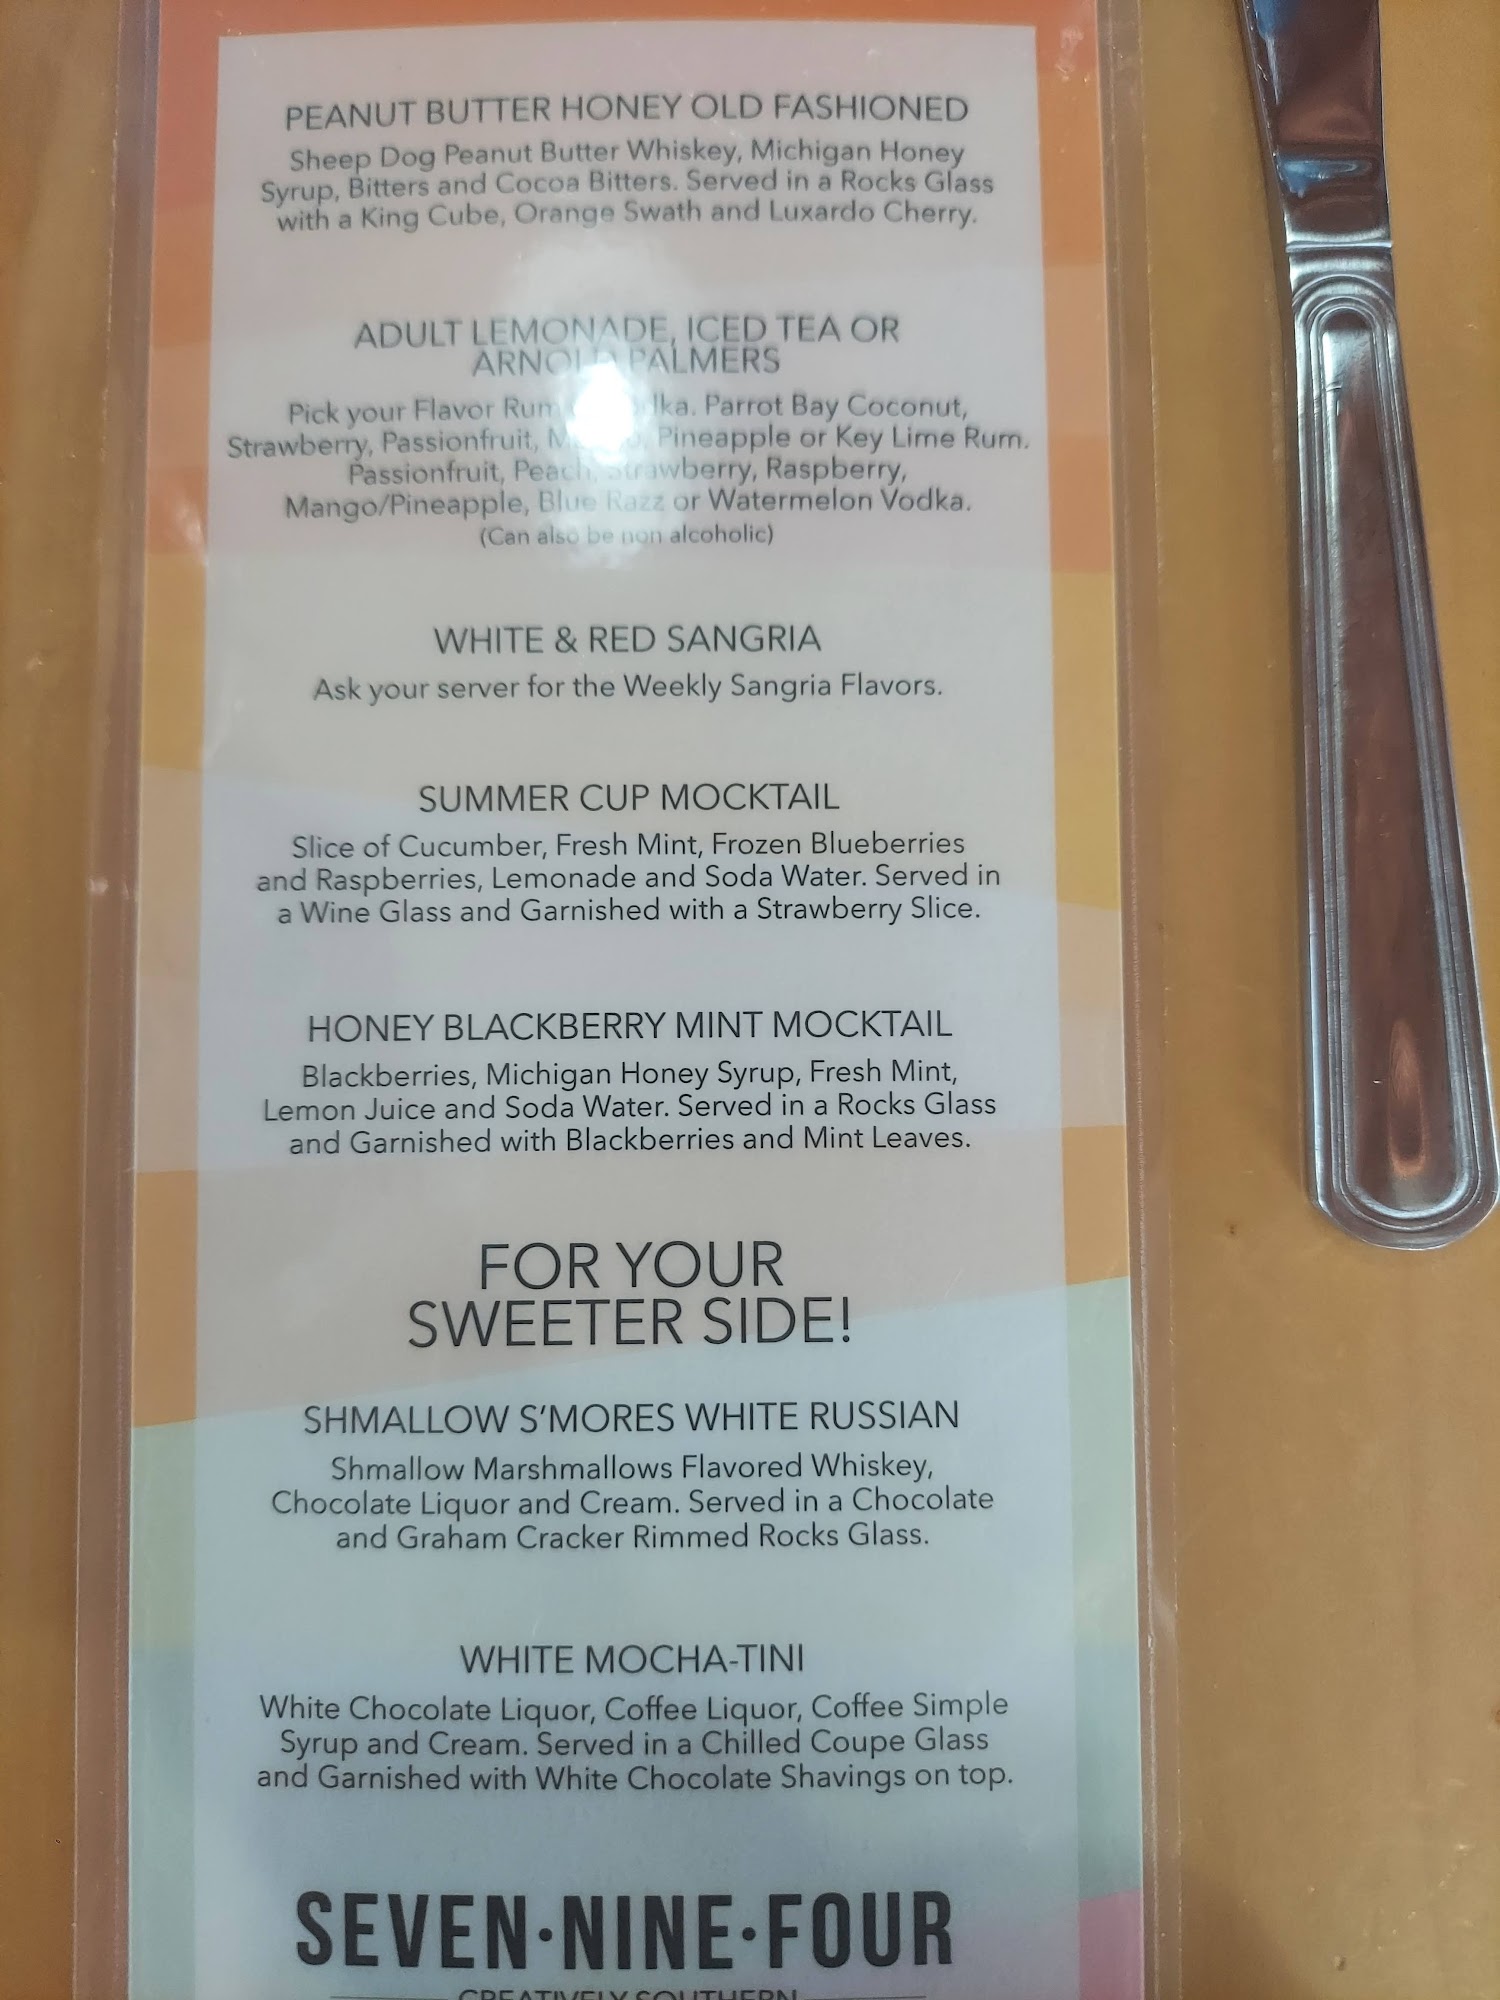 PEANUT BUTTER HONEY OLD FASHIONED
Sheep Dog Peanut Butter Whiskey, Michigan Honey
Syrup, Bitters and Cocoa Bitters. Served in a Rocks Glass
with a King Cube, Orange Swath and Luxardo Cherry.
ADULT LEMONADE, ICED TEA OR
ARNOLD PALMERS
Pick your Flavor Rum Vodka. Parrot Bay Coconut,
Strawberry, Passionfruit, Pineapple or Key Lime Rum.
Passionfruit, Peach, Strawberry, Raspberry,
Mango/Pineapple, Blue Razz or Watermelon Vodka.
(Can also be non alcoholic)
WHITE & RED SANGRIA
Ask your server for the Weekly Sangria Flavors.
SUMMER CUP MOCKTAIL
Slice of Cucumber, Fresh Mint, Frozen Blueberries
and Raspberries, Lemonade and Soda Water. Served in
a Wine Glass and Garnished with a Strawberry Slice.
HONEY BLACKBERRY MINT MOCKTAIL
Blackberries, Michigan Honey Syrup, Fresh Mint,
Lemon Juice and Soda Water. Served in a Rocks Glass
and Garnished with Blackberries and Mint Leaves.
FOR YOUR
SWEETER SIDE!
SHMALLOW S'MORES WHITE RUSSIAN
Shmallow Marshmallows Flavored Whiskey,
Chocolate Liquor and Cream. Served in a Chocolate
and Graham Cracker Rimmed Rocks Glass.
WHITE MOCHA-TINI
White Chocolate Liquor, Coffee Liquor, Coffee Simple
Syrup and Cream. Served in a Chilled Coupe Glass
and Garnished with White Chocolate Shavings on top.
SEVEN·NINE·FOUR
CREATIVELY SOUTHERN